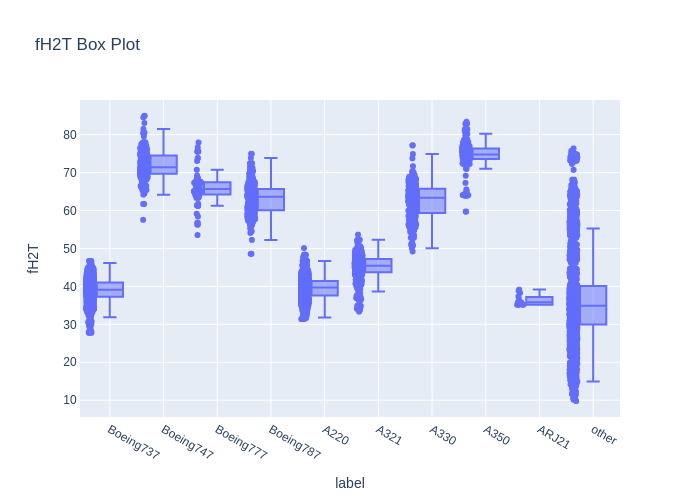 fH2T Box Plot
fH2T
80
70
60
50
40
30
20
10
Boeing737
Boeing747
Boeing777
Boeing787
A220
A321
A330
A350
ARJ21
other
label